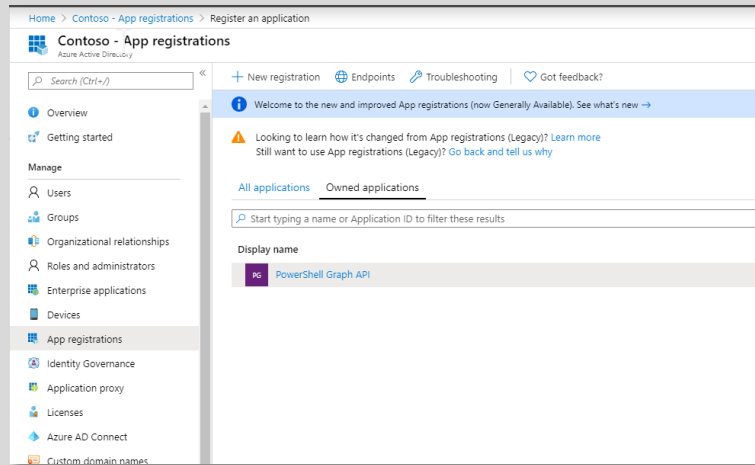 Home > Contoso - App registrations > Register an application
Contoso - App registrations
Azure Active Directory
Search (Ctrl+/)
«
Overview
Getting started
Manage
Users
Groups
Organizational relationships
Roles and administrators
Enterprise applications
Devices
App registrations
Identity Governance
Application proxy
Licenses
Azure AD Connect
Custom domain names
+ New registration Endpoints Troubleshooting Got feedback?
Welcome to the new and improved App registrations (now Generally Available). See what's new →
Looking to learn how it's changed from App registrations (Legacy)? Learn more
Still want to use App registrations (Legacy)? Go back and tell us why
All applications Owned applications
Start typing a name or Application ID to filter these results
Display name
PG PowerShell Graph API